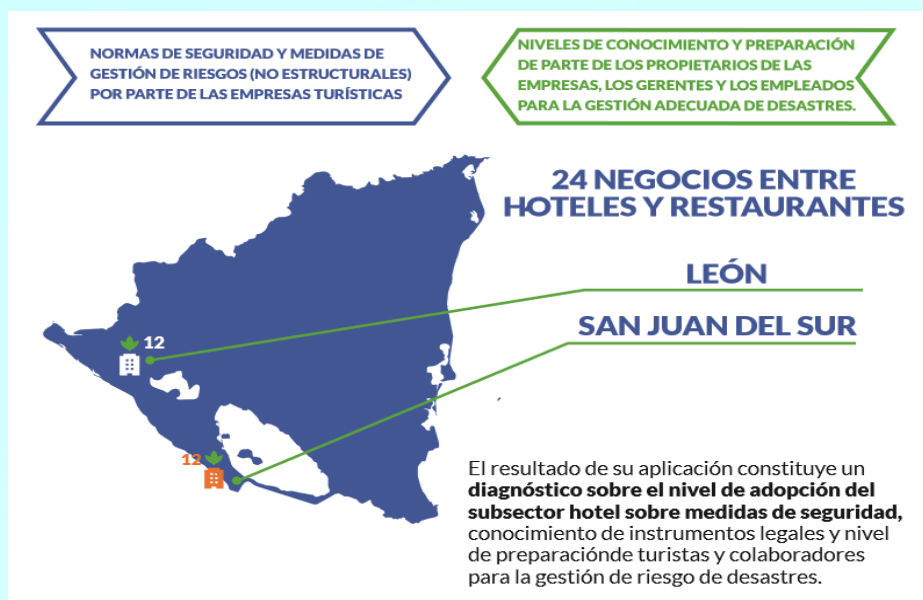 NORMAS DE SEGURIDAD Y MEDIDAS DE
GESTIÓN DE RIESGOS (NO ESTRUCTURALES)
POR PARTE DE LAS EMPRESAS TURÍSTICAS
NIVELES DE CONOCIMIENTO Y PREPARACIÓN
DE PARTE DE LOS PROPIETARIOS DE LAS
EMPRESAS, LOS GERENTES Y LOS EMPLEADOS
PARA LA GESTIÓN ADECUADA DE DESASTRES.
24 NEGOCIOS ENTRE
HOTELES Y RESTAURANTES
LEÓN
SAN JUAN DEL SUR
12
12
El resultado de su aplicación constituye un
diagnóstico sobre el nivel de adopción del
subsector hotel sobre medidas de seguridad,
conocimiento de instrumentos legales y nivel
de preparaciónde turistas y colaboradores
para la gestión de riesgo de desastres.